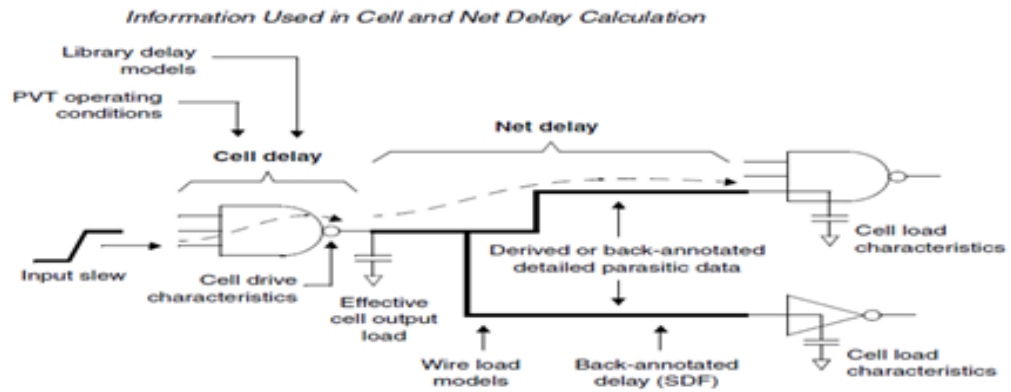 Information Used in Cell and Net Delay Calculation
Library delay
models
PVT operating
conditions
Net delay
Cell delay
Input slew
Cell drive
characteristics
Effective
cell output
load
Derived or back-annotated
detailed parasitic data
Cell load
characteristics
Wire load
models
Back-annotated
delay (SDF)
Cell load
characteristics